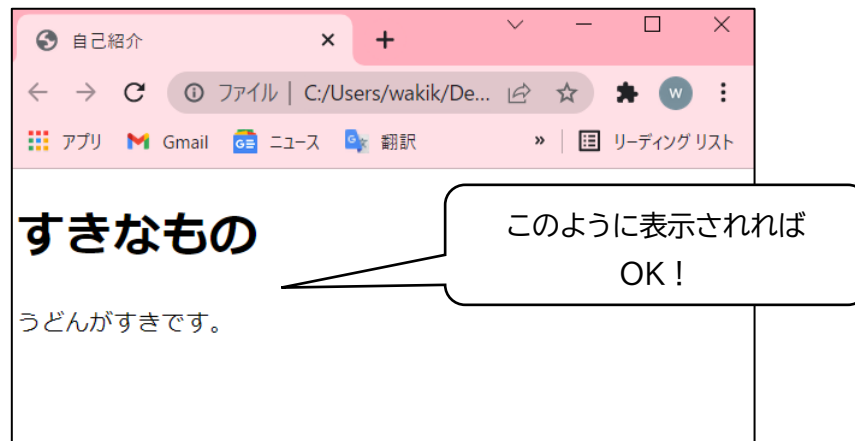 自己紹介
ファイル | C:/Users/wakik/De...
W
アプリ Gmail GE ニュース G 翻訳 » リーディング リスト
すきなもの
このように表示されれば
OK！
うどんがすきです。